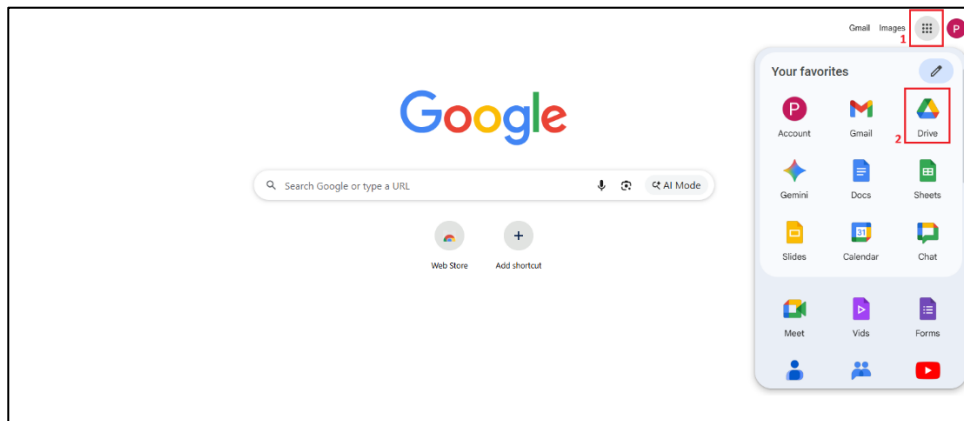 Gmail Images
1
P
Your favorites
Google
P
Account Gmail Drive
2
Search Google or type a URL AI Mode
Gemini Docs Sheets
31
Slides Calendar Chat
Web Store Add shortcut
Meet Vids Forms